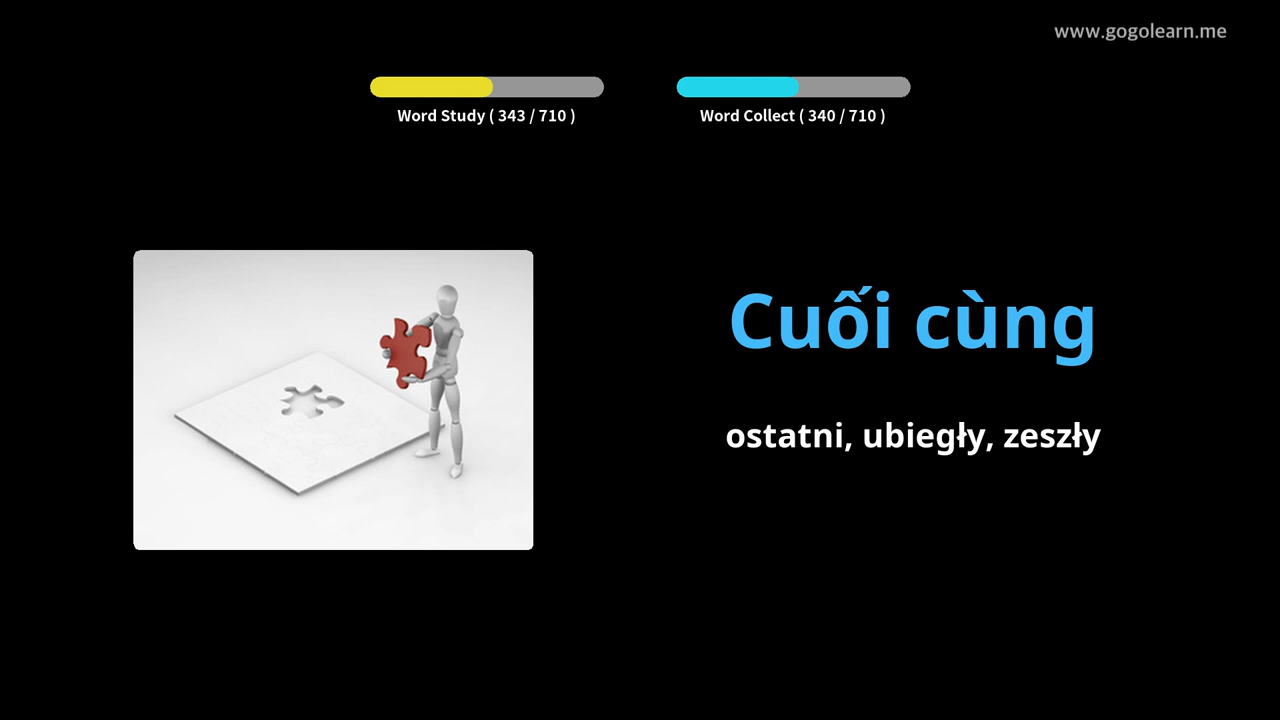 www.gogolearn.me
Word Study ( 343 / 710 )
Word Collect ( 340 / 710 )
Cuối cùng
ostatni, ubiegły, zeszły